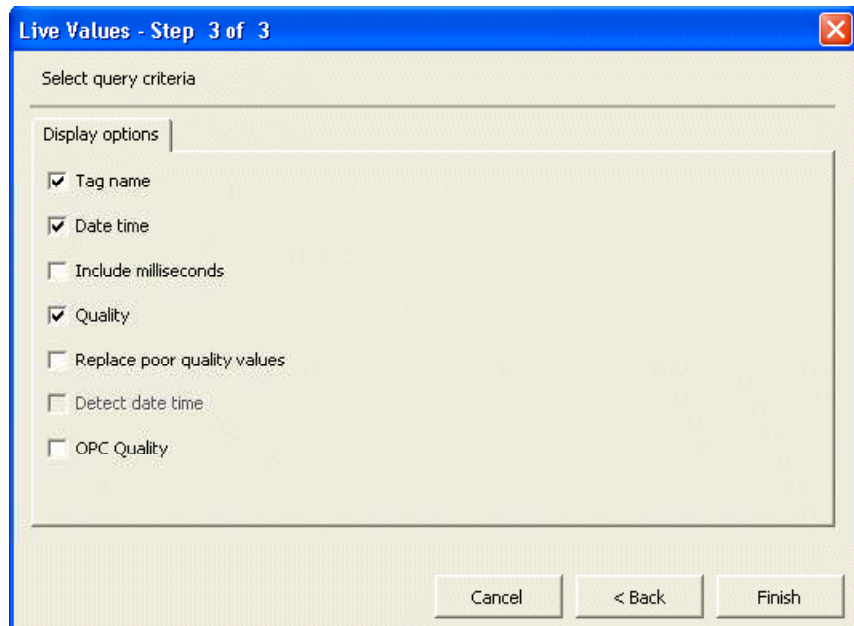 Live Values - Step 3 of 3
Select query criteria
Display options
Tag name
Date time
Include milliseconds
Quality
Replace poor quality values
Detect date time
OPC Quality
Cancel < Back Finish